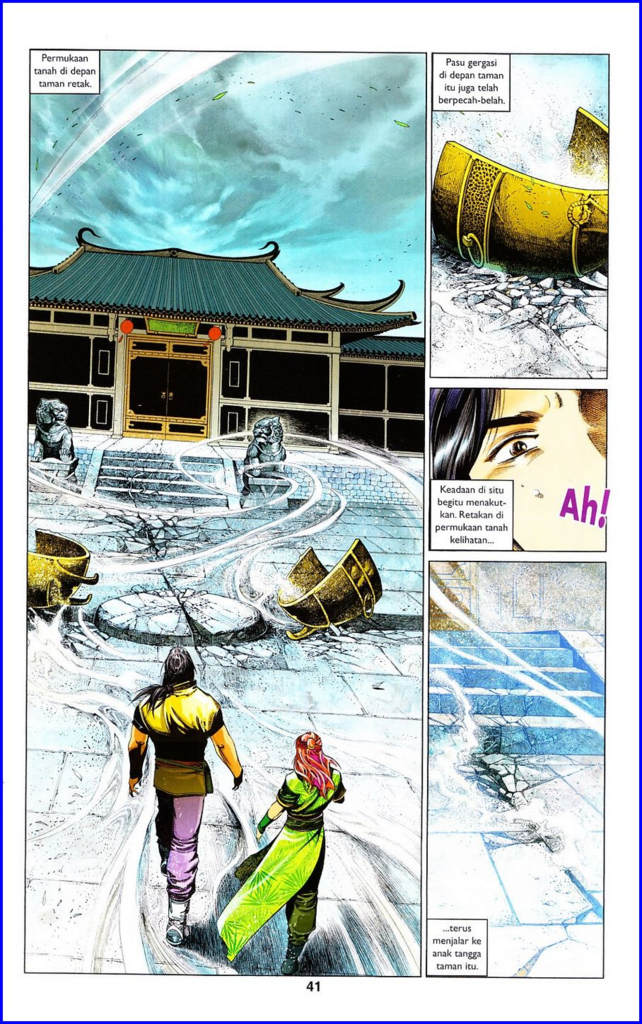 Permukaan
tanah di depan
taman retak.
Pasu gergasi
di depan taman
itu juga telah
berpecah-belah.
Keadaan di situ
begitu menakut-
kan. Retakan di
permukaan tanah
kelihatan...
Ah!
...terus
menjalar ke
anak tangga
taman itu.
41